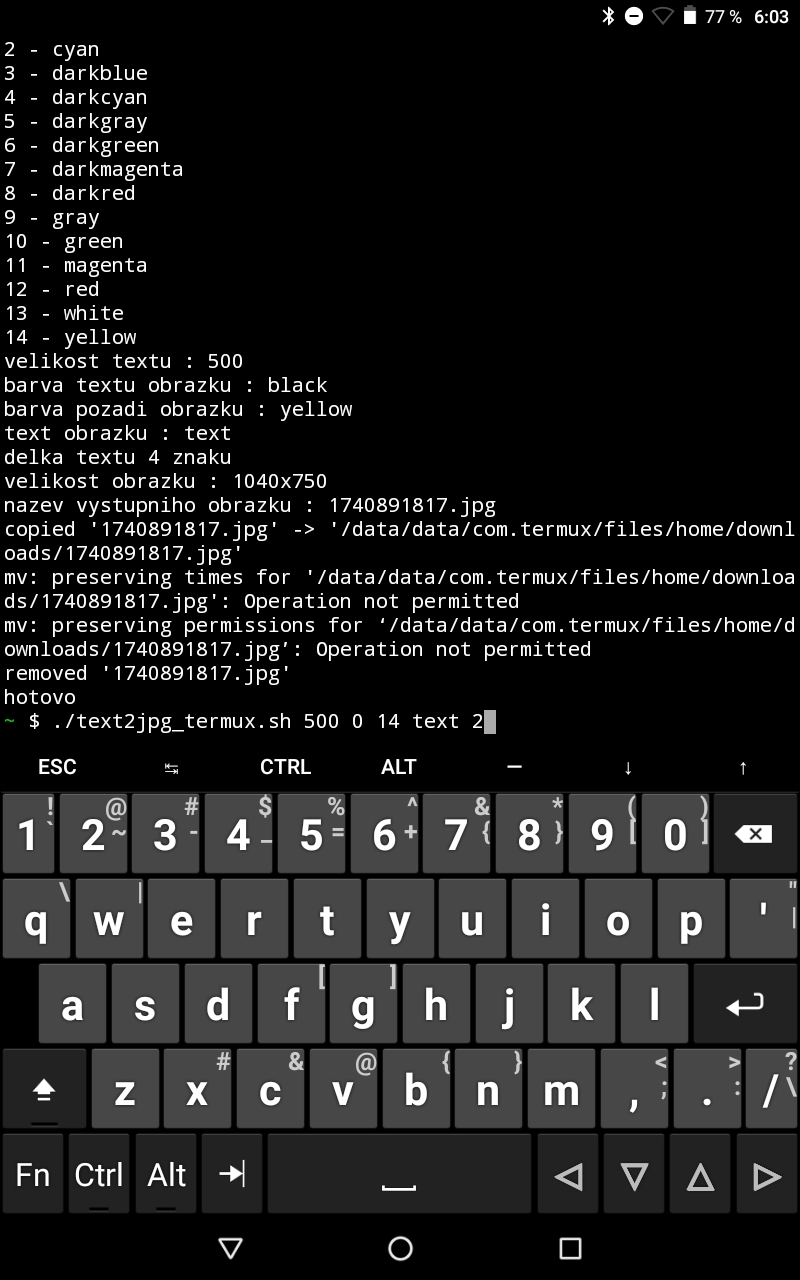 77 % 6:03
2 - cyan
3 - darkblue
4 - darkcyan
5 - darkgray
6 - darkgreen
7 - darkmagenta
8 - darkred
9 - gray
10 - green
11 - magenta
12 - red
13 - white
14 - yellow
velikost textu : 500
barva textu obrazku : black
barva pozadi obrazku : yellow
text obrazku : text
delka textu 4 znaku
velikost obrazku : 1040x750
nazev vystupniho obrazku : 1740891817.jpg
copied '1740891817.jpg' -> '/data/data/com.termux/files/home/downl
oads/1740891817.jpg'
mv: preserving times for '/data/data/com.termux/files/home/downloa
ds/1740891817.jpg': Operation not permitted
mv: preserving permissions for ‘/data/data/com.termux/files/home/d
ownloads/1740891817.jpg’: Operation not permitted
removed '1740891817.jpg'
hotovo
~ $ ./text2jpg_termux.sh 500 0 14 text 2
ESC ↹ CTRL ALT — ↓ ↑
! @ # $ % ^ & * ( )
1 2 3 4 5 6 7 8 9 0
` ~ - _ = + { } [ ]
\ | "
q w e r t y u i o p '
|
[ ]
a s d f g h j k l
# & @ { } < > ?
z x c v b n m , . /
; : \
Fn Ctrl Alt